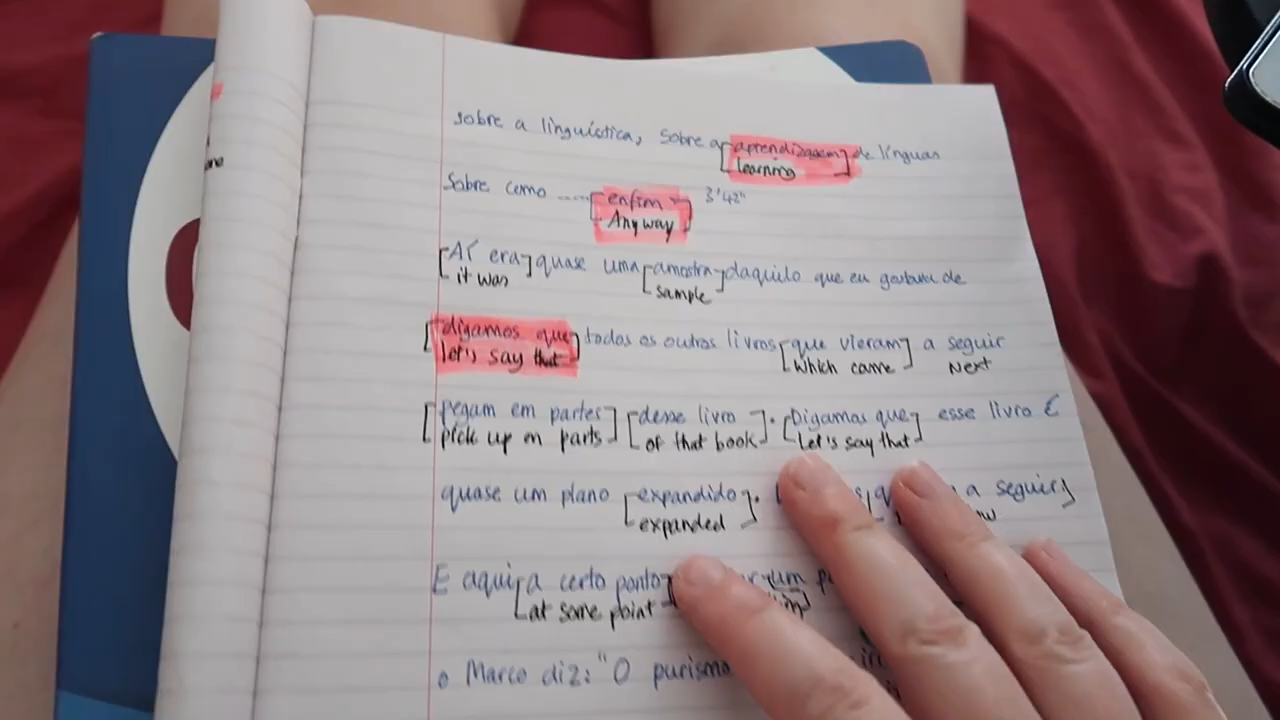 sobre a linguística, sobre a [aprendizagem] de línguas
learning
Sobre como ---- [enfim] 3'42"
Anyway
[Aí era] quase uma [amostra] daquilo que eu gostava de
it was sample
[digamos que] todos os outros livros [que vieram] a seguir
let's say that which came Next
[pegam em partes] [desse livro]. [Digamos que] esse livro É
pick up on parts of that book Let's say that
quase um plano [expandido]. a seguir]
expanded
E aqui [a certo ponto] um
at some point
o Marco diz: "O purismo